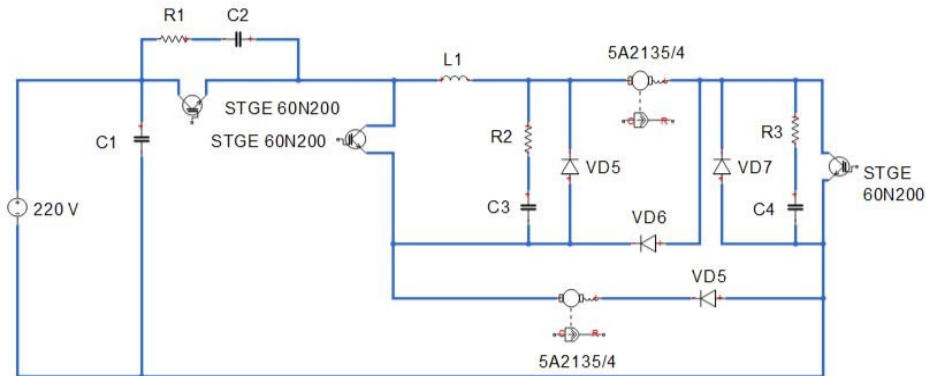 R1
C2
L1
5A2135/4
STGE 60N200
STGE 60N200
C1
R2
R3
C R
VD5
VD7
STGE
60N200
220 V
C3
C4
VD6
VD5
C R
5A2135/4